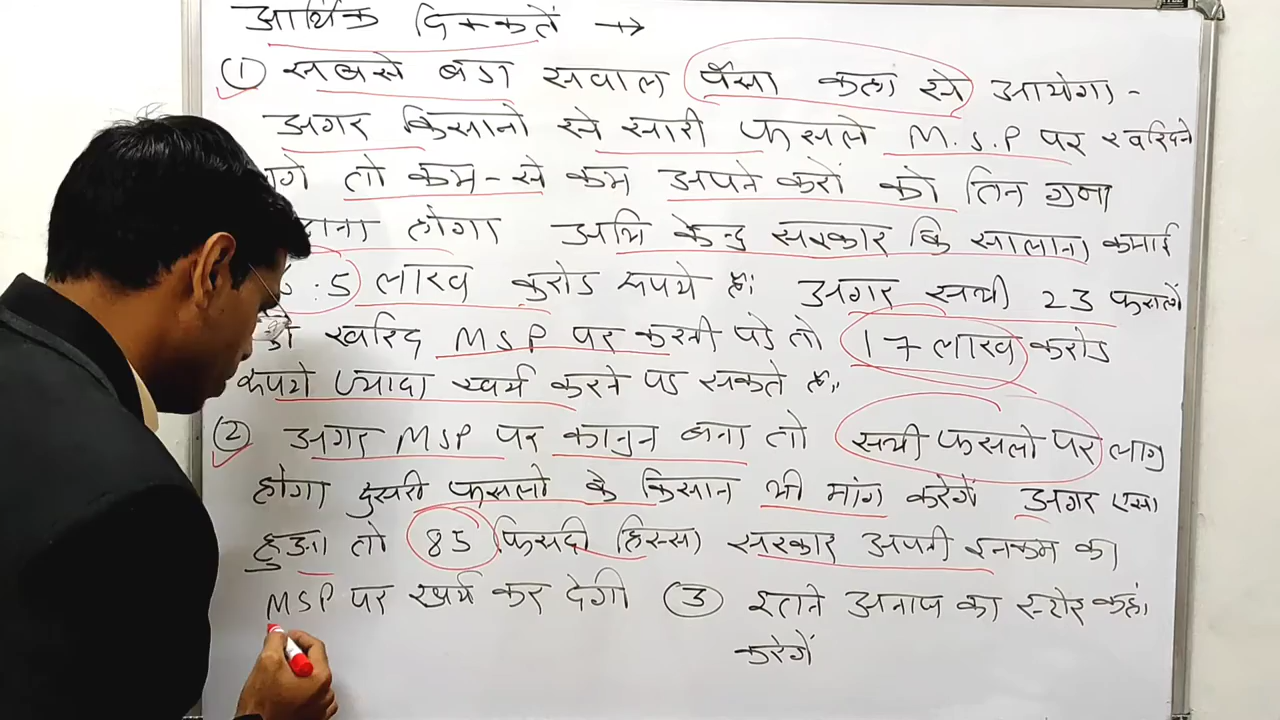 आर्थिक दिक्कतें →
① सबसे बडा सवाल पैसा कहा से आयेगा -
अगर किसानो से सारी फसले M.S.P पर खरिदने
तो कम-से कम अपने करों को तिन गुना
होगा अभि केन्द्र सरकार कि सालाना कमाई
.5 लाख करोड रूपये है। अगर सभी 23 फसलें
खरिद MSP पर करनी पडे तो 17 लाख करोड
रूपये ज्यादा खर्च करने पड सकते है।
② अगर MSP पर कानुन बना तो सभी फसलो पर लागु
होगा दुसरी फसलो के किसान भी मांग करेगें अगर एसा
हुआ तो 85 फिसदी हिस्सा सरकार अपनी इनकम का
MSP पर खर्च कर देगी ③ इतने अनाज का स्टोर कहां
करेगें